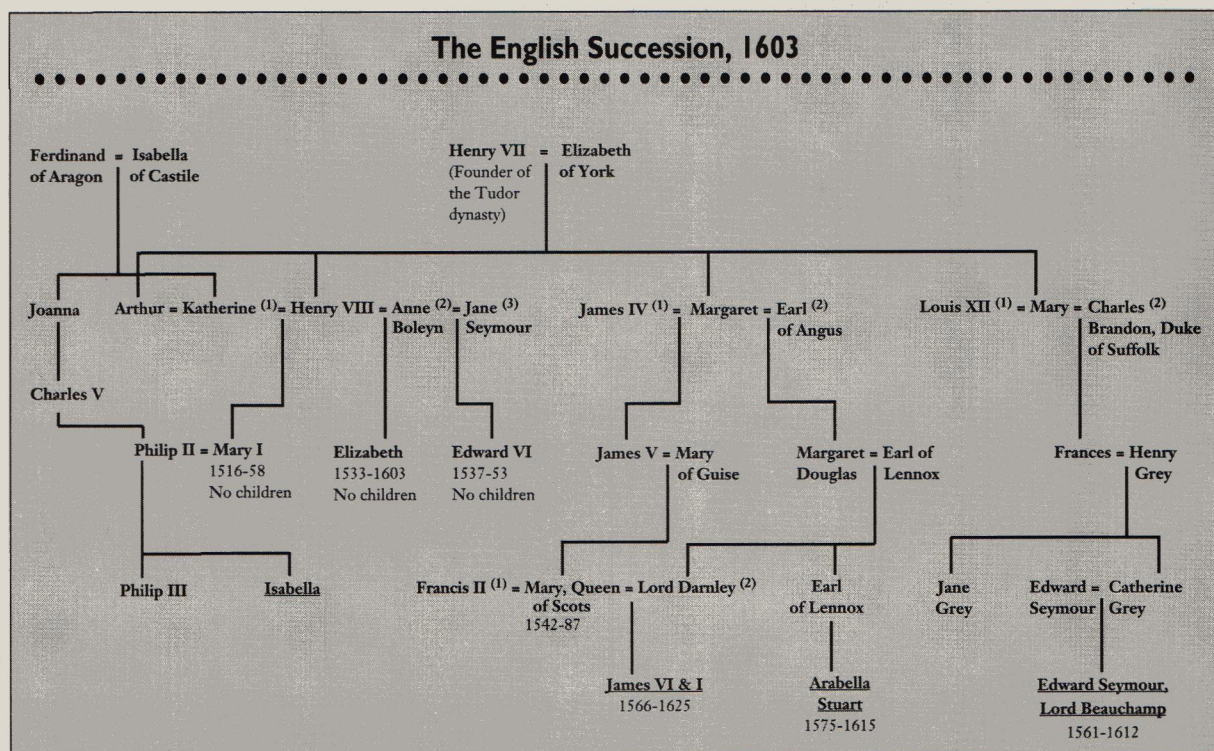 The English Succession, 1603
Ferdinand = Isabella
of Aragon of Castile
Henry VII = Elizabeth
(Founder of of York
the Tudor
dynasty)
Joanna Arthur = Katherine (1)= Henry VIII = Anne (2)= Jane (3) James IV (1) = Margaret = Earl (2) Louis XII (1) = Mary = Charles (2)
Boleyn Seymour of Angus Brandon, Duke
of Suffolk
Charles V
Philip II = Mary I Elizabeth Edward VI James V = Mary Margaret = Earl of Frances = Henry
1516-58 1533-1603 1537-53 of Guise Douglas Lennox Grey
No children No children No children
Philip III Isabella Francis II (1) = Mary, Queen = Lord Darnley (2) Earl Jane Edward = Catherine
of Scots of Lennox Grey Seymour Grey
1542-87
James VI & I Arabella Edward Seymour,
1566-1625 Stuart Lord Beauchamp
1575-1615 1561-1612